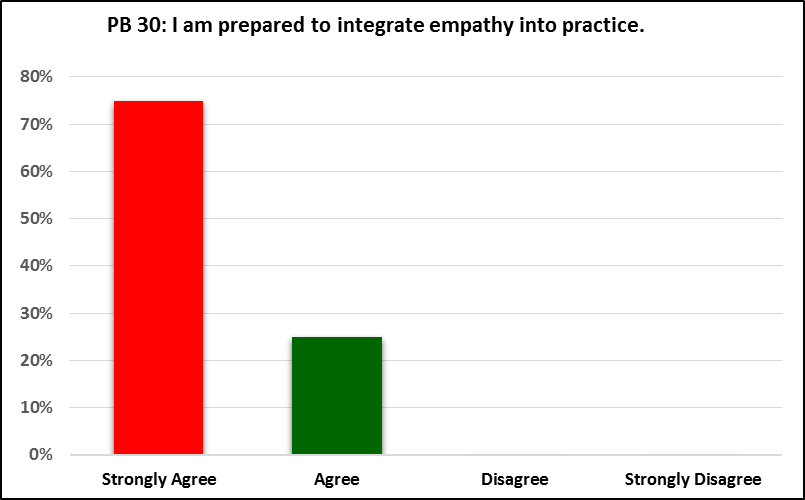 PB 30: I am prepared to integrate empathy into practice.
80%
70%
60%
50%
40%
30%
20%
10%
0%
Strongly Agree
Agree
Disagree
Strongly Disagree